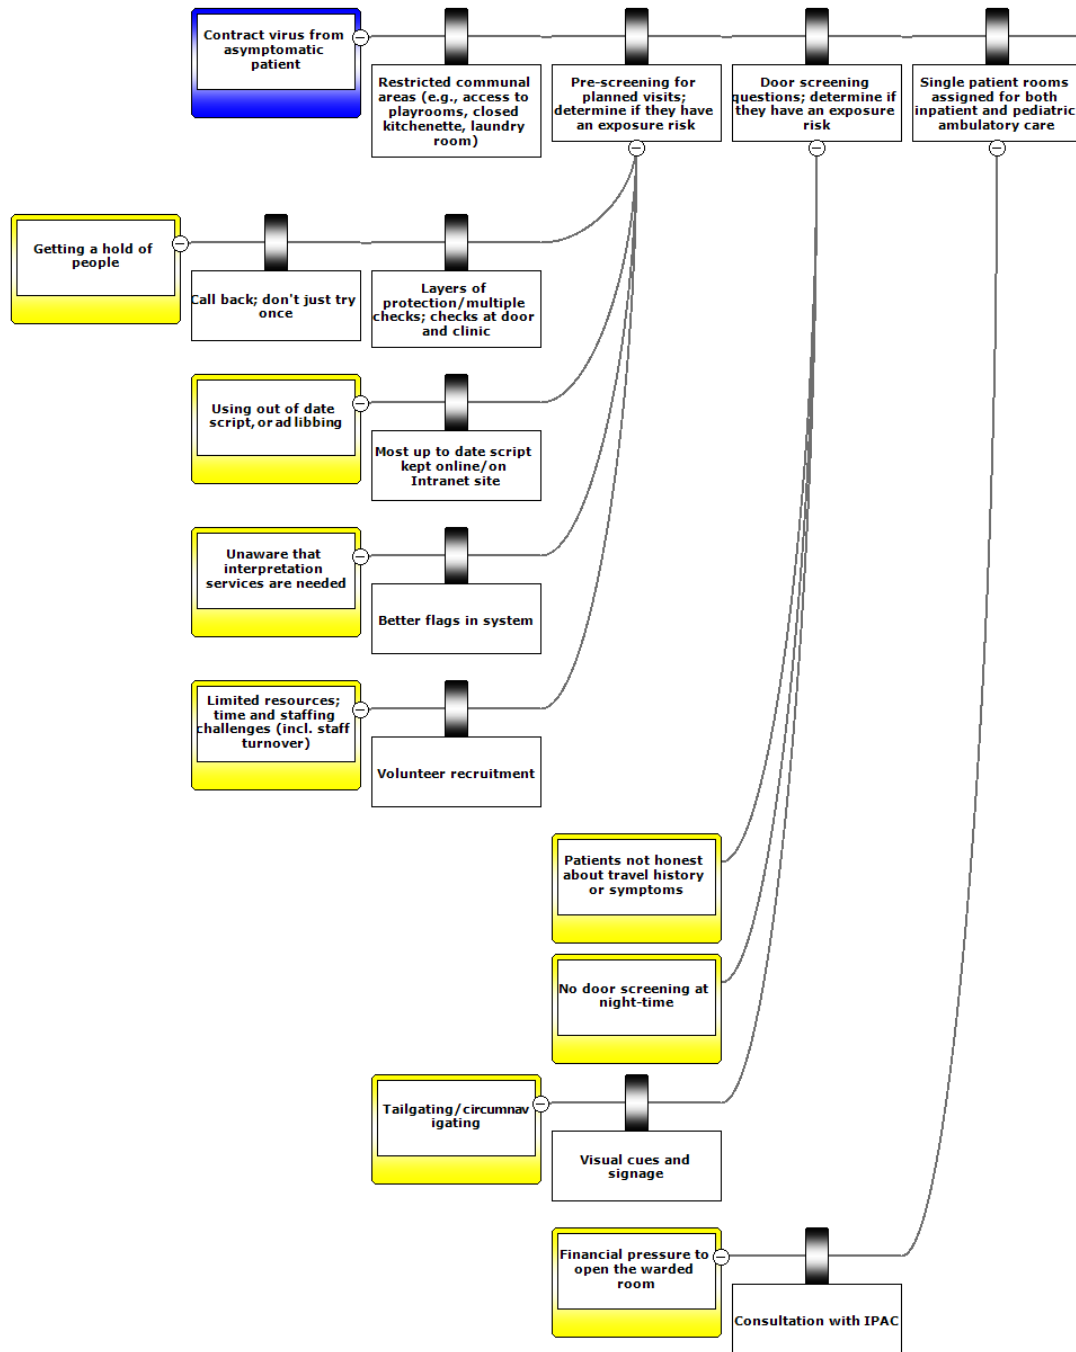 Contract virus from
asymptomatic
patient
Restricted communal
areas (e.g., access to
playrooms, closed
kitchenette, laundry
room)
Pre-screening for
planned visits;
determine if they have
an exposure risk
Door screening
questions; determine if
they have an exposure
risk
Single patient rooms
assigned for both
inpatient and pediatric
ambulatory care
Getting a hold of
people
Call back; don't just try
once
Layers of
protection/multiple
checks; checks at door
and clinic
Using out of date
script, or ad libbing
Most up to date script
kept online/on
Intranet site
Unaware that
interpretation
services are needed
Better flags in system
Limited resources;
time and staffing
challenges (incl. staff
turnover)
Volunteer recruitment
Patients not honest
about travel history
or symptoms
No door screening at
night-time
Tailgating/circumnav
igating
Visual cues and
signage
Financial pressure to
open the warded
room
Consultation with IPAC